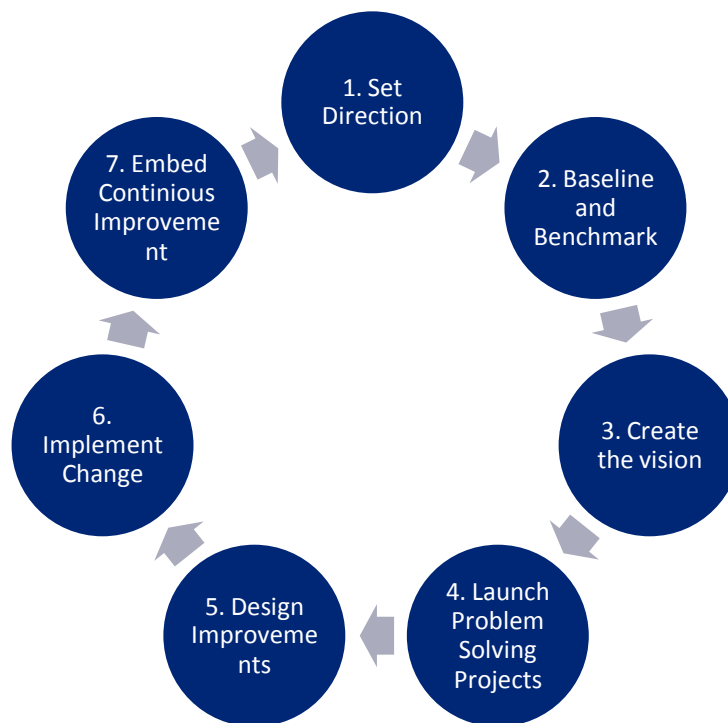 1. Set
Direction
2. Baseline
and
Benchmark
3. Create
the vision
4. Launch
Problem
Solving
Projects
5. Design
Improveme
nts
6.
Implement
Change
7. Embed
Continious
Improveme
nt